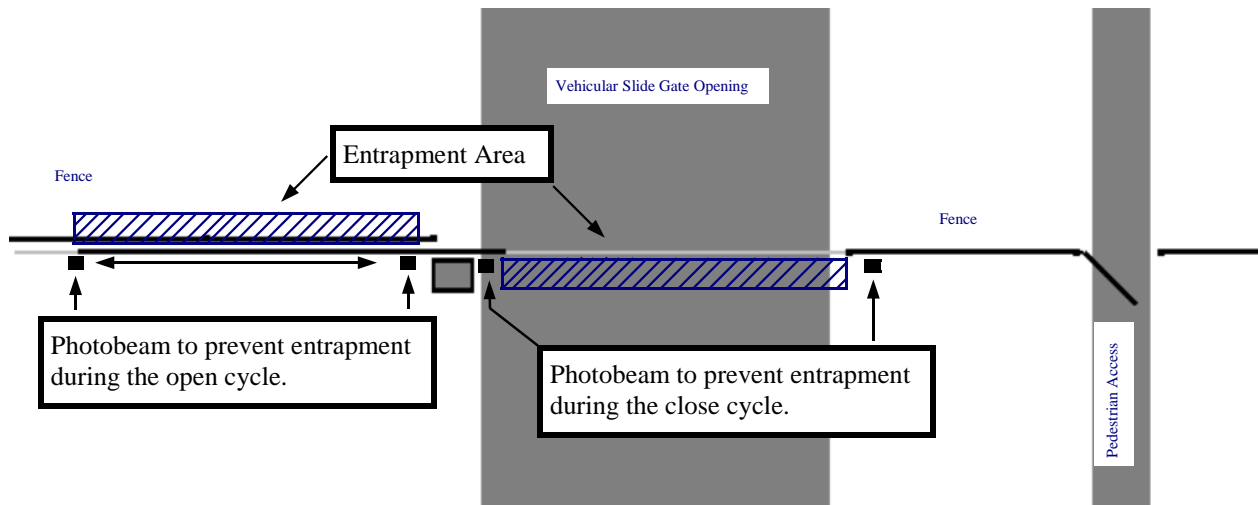 Vehicular Slide Gate Opening
Entrapment Area
Fence
Fence
Photobeam to prevent entrapment
during the open cycle.
Photobeam to prevent entrapment
during the close cycle.
Pedestrian Access